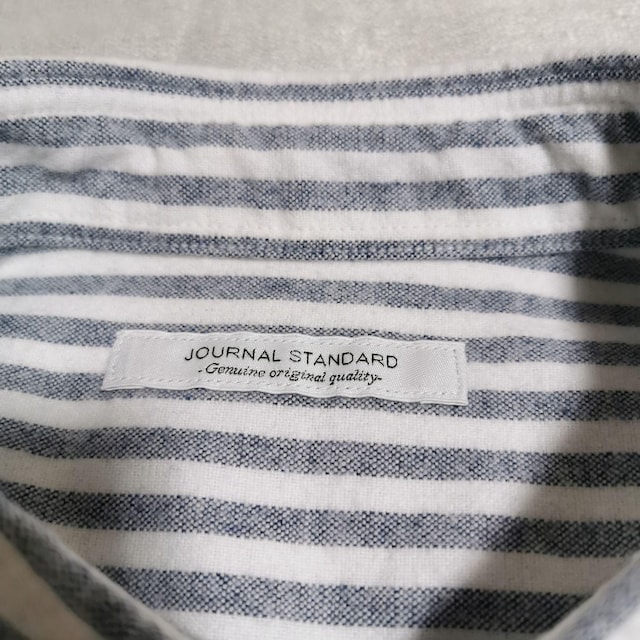 JOURNAL STANDARD
-Genuine original quality-